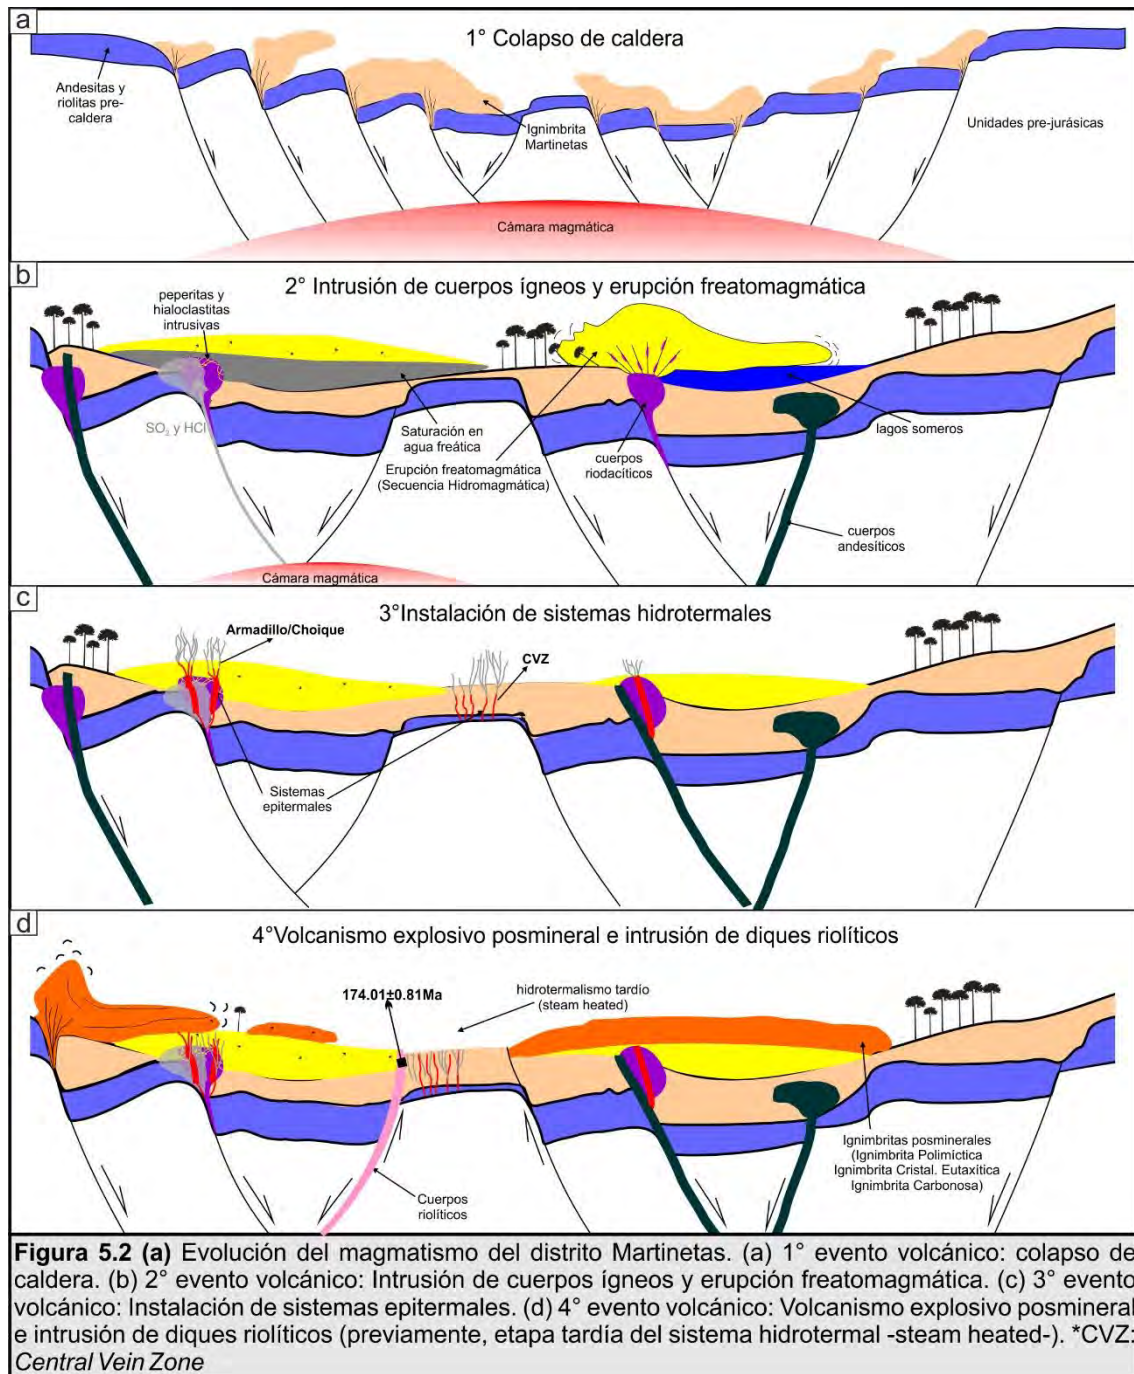 a
1° Colapso de caldera
Andesitas y
riolitas pre-
caldera
Ignimbrita
Martinetas
Unidades pre-jurásicas
Cámara magmática
b
2° Intrusión de cuerpos ígneos y erupción freatomagmática
peperitas y
hialoclastitas
intrusivas
SO₂ y HCl
Saturación en
agua freática
Erupción freatomagmática
(Secuencia Hidromagmática)
cuerpos
riodacíticos
lagos someros
cuerpos
andesíticos
Cámara magmática
c
3°Instalación de sistemas hidrotermales
Armadillo/Choique
CVZ
Sistemas
epitermales
d
4°Volcanismo explosivo posmineral e intrusión de diques riolíticos
174.01±0.81Ma
hidrotermalismo tardío
(steam heated)
Cuerpos
riolíticos
Ignimbritas posminerales
(Ignimbrita Polimíctica
Ignimbrita Cristal. Eutaxítica
Ignimbrita Carbonosa)
Figura 5.2 (a) Evolución del magmatismo del distrito Martinetas. (a) 1° evento volcánico: colapso de
caldera. (b) 2° evento volcánico: Intrusión de cuerpos ígneos y erupción freatomagmática. (c) 3° evento
volcánico: Instalación de sistemas epitermales. (d) 4° evento volcánico: Volcanismo explosivo posmineral
e intrusión de diques riolíticos (previamente, etapa tardía del sistema hidrotermal -steam heated-). *CVZ:
Central Vein Zone